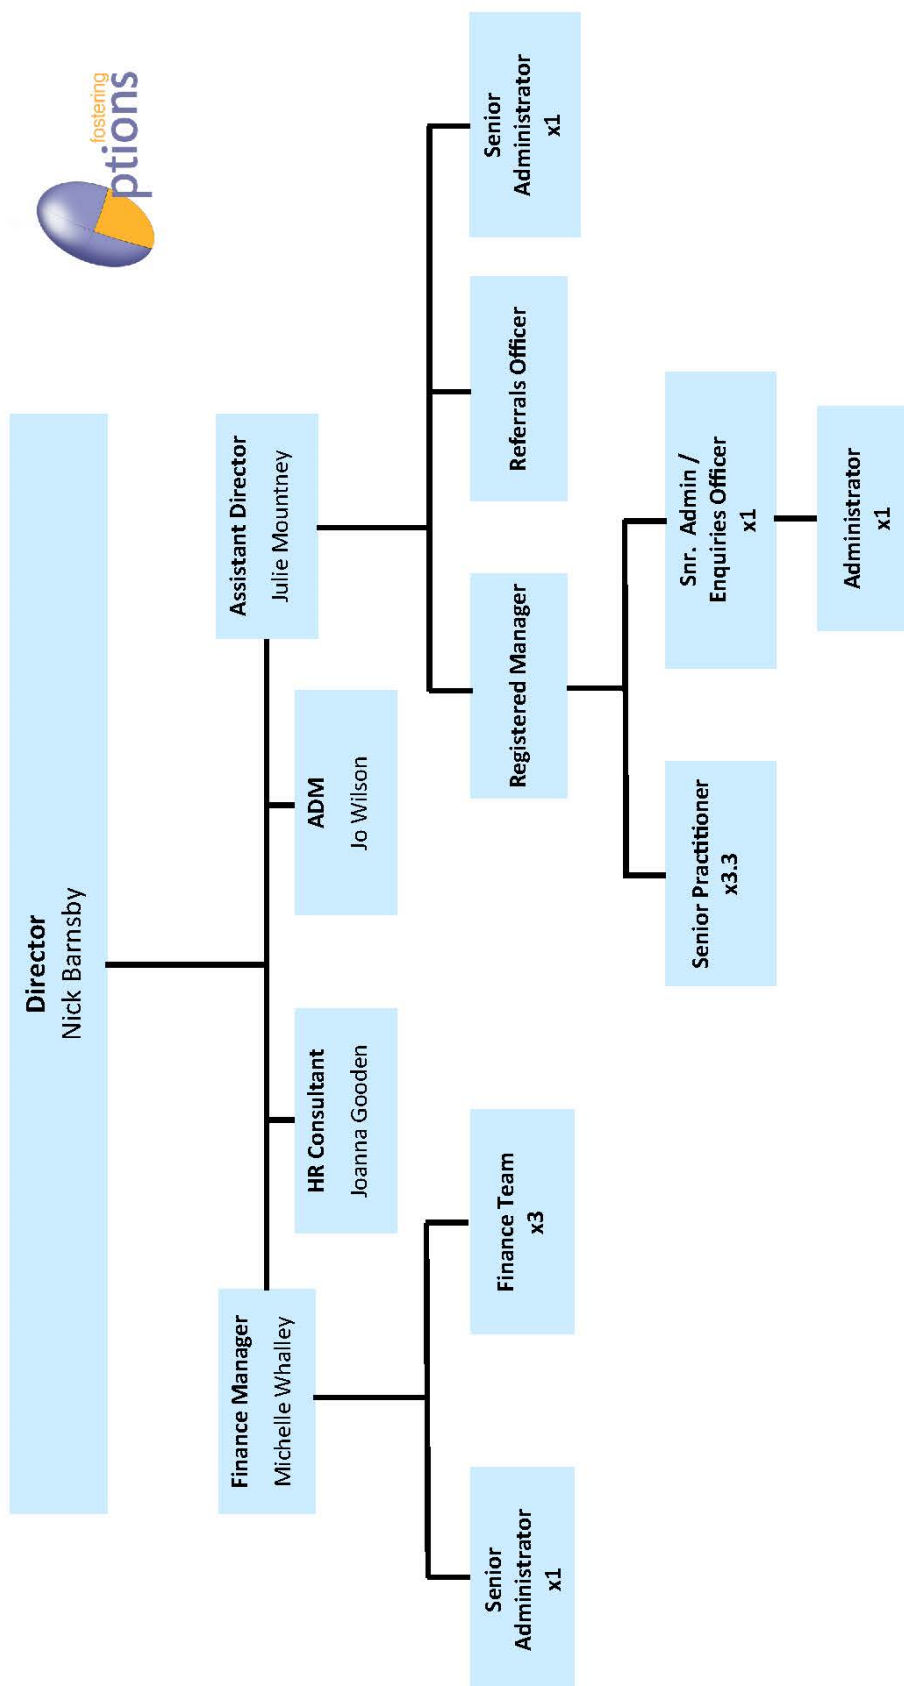 fostering
ptions
Director
Nick Barnsby
Finance Manager
Michelle Whalley
HR Consultant
Joanna Gooden
ADM
Jo Wilson
Assistant Director
Julie Mountney
Senior
Administrator
x1
Finance Team
x3
Registered Manager
Referrals Officer
Senior
Administrator
x1
Senior Practitioner
x3.3
Snr. Admin /
Enquiries Officer
x1
Administrator
x1